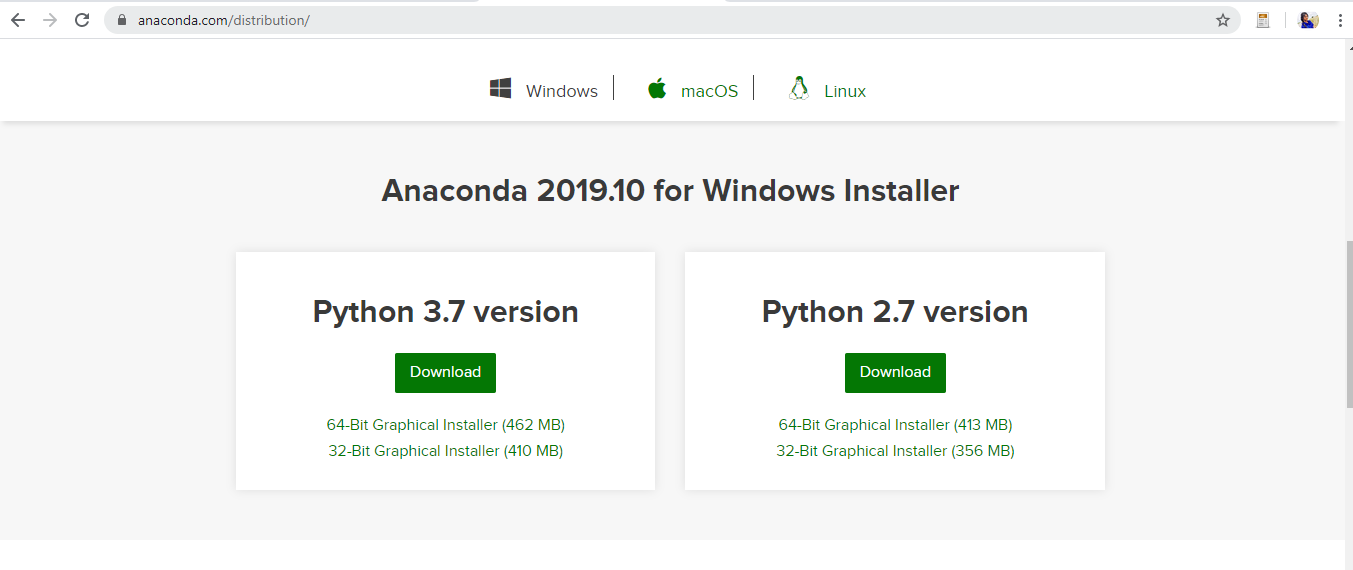 anaconda.com/distribution/
Windows macOS Linux
Anaconda 2019.10 for Windows Installer
Python 3.7 version
Download
64-Bit Graphical Installer (462 MB)
32-Bit Graphical Installer (410 MB)
Python 2.7 version
Download
64-Bit Graphical Installer (413 MB)
32-Bit Graphical Installer (356 MB)